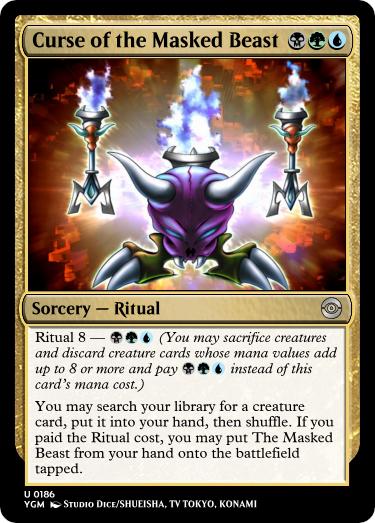 Curse of the Masked Beast
Sorcery — Ritual
Ritual 8 — (You may sacrifice creatures
and discard creature cards whose mana values add
up to 8 or more and pay instead of this
card's mana cost.)
You may search your library for a creature
card, put it into your hand, then shuffle. If you
paid the Ritual cost, you may put The Masked
Beast from your hand onto the battlefield
tapped.
U 0186
YGM Studio Dice/SHUEISHA, TV TOKYO, KONAMI